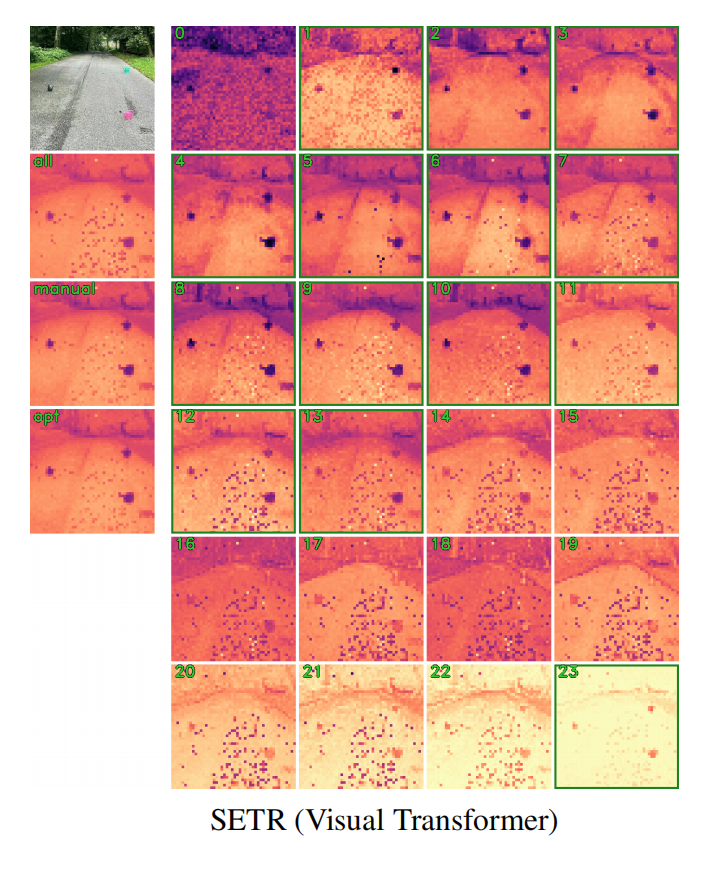 0 1 2 3
all 4 5 6 7
manual 8 9 10 11
opt 12 13 14 15
16 17 18 19
20 21 22 23
SETR (Visual Transformer)